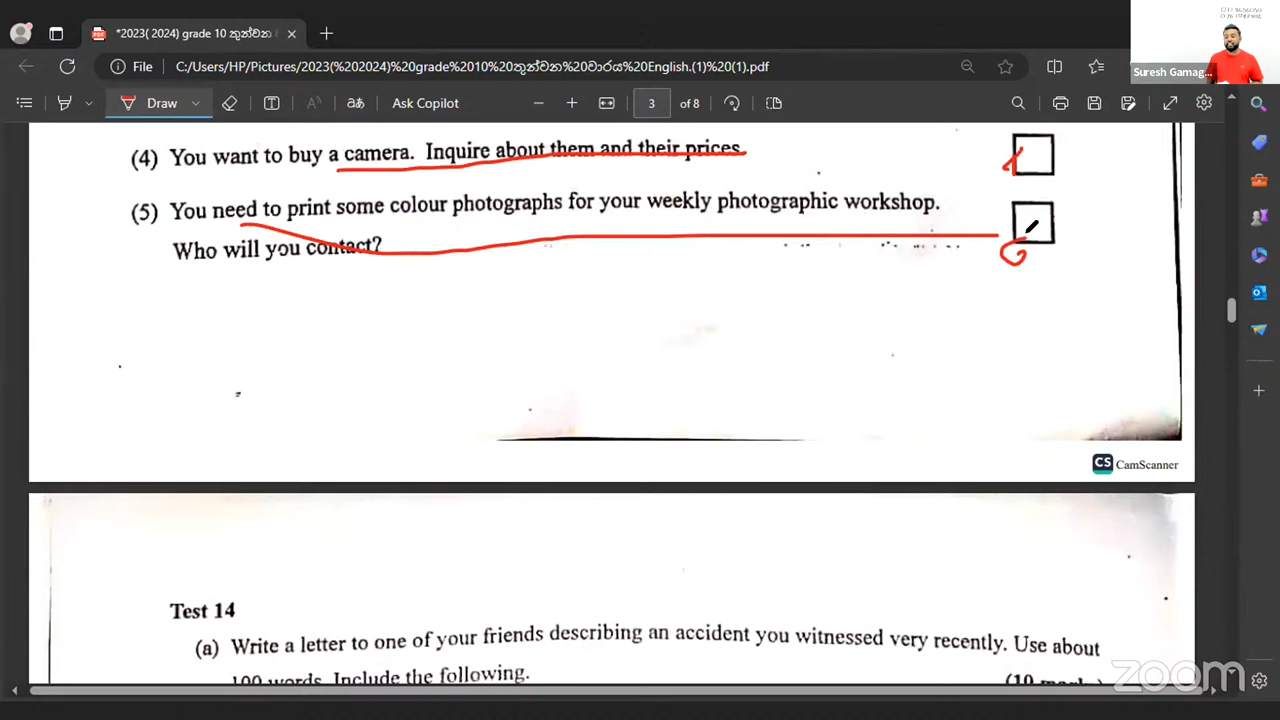 *2023( 2024) grade 10 තුන්වන
File
C:/Users/HP/Pictures/2023(%202024)%20grade%2010%20තුන්වන%20වාරය%20English.(1)%20(1).pdf
Suresh Gamag...
Draw
Ask Copilot
3 of 8
(4) You want to buy a camera. Inquire about them and their prices.
(5) You need to print some colour photographs for your weekly photographic workshop.
Who will you contact?
CS CamScanner
Test 14
(a) Write a letter to one of your friends describing an accident you witnessed very recently. Use about
100 words. Include the following.
zoom